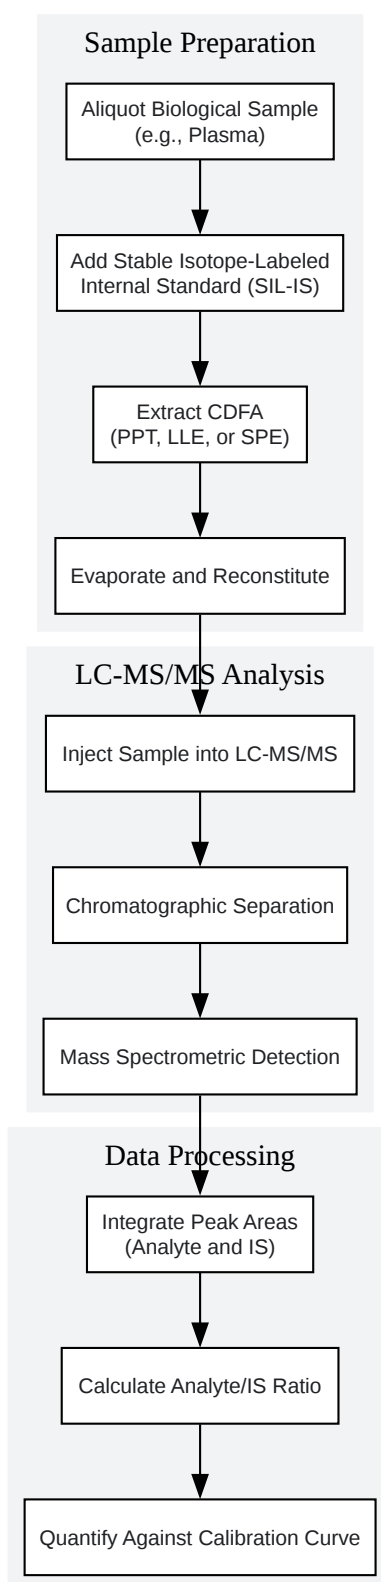 Sample Preparation
Aliquot Biological Sample
(e.g., Plasma)
Add Stable Isotope-Labeled
Internal Standard (SIL-IS)
Extract CDFA
(PPT, LLE, or SPE)
Evaporate and Reconstitute
LC-MS/MS Analysis
Inject Sample into LC-MS/MS
Chromatographic Separation
Mass Spectrometric Detection
Data Processing
Integrate Peak Areas
(Analyte and IS)
Calculate Analyte/IS Ratio
Quantify Against Calibration Curve